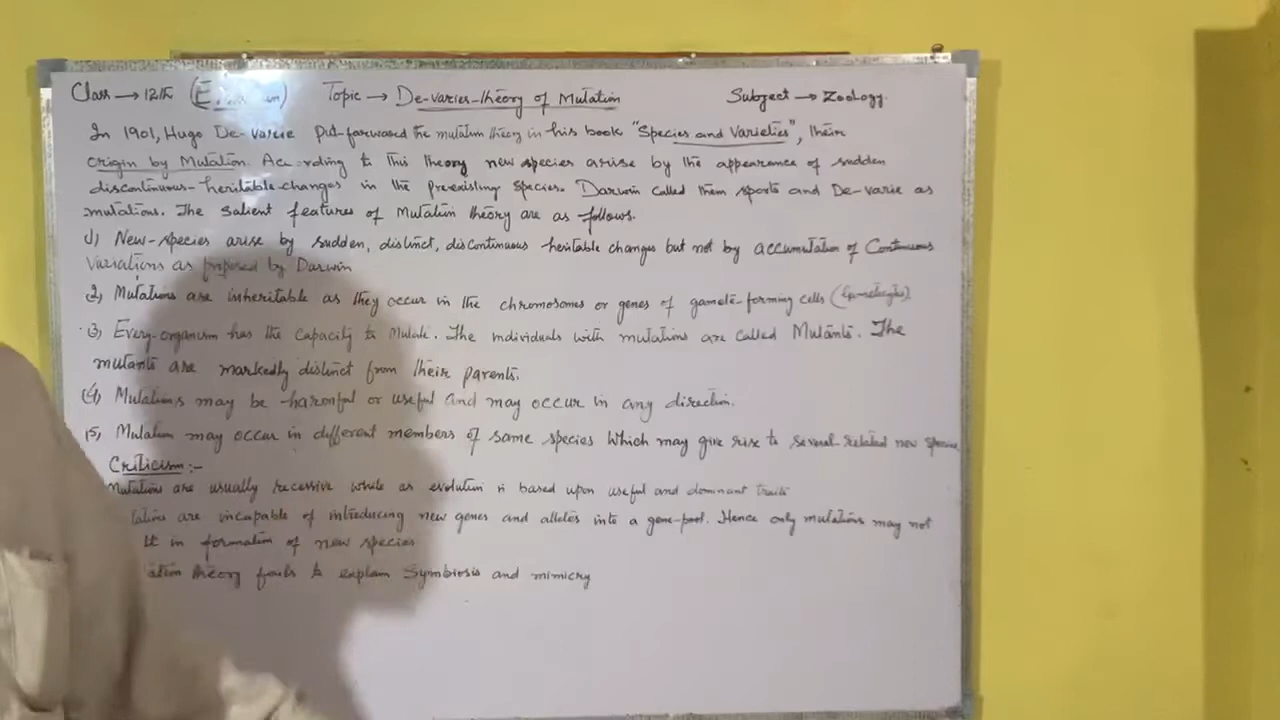 Class → 12th ( Topic → De-varies-theory of Mutation Subject → Zoology.
In 1901, Hugo De-varie put-forward the mutation theory in his book "Species and Varieties", Their
origin by Mutation. According to this theory new species arise by the appearance of sudden
discontinuous-heritable-changes in the Pre-existing Species. Darwin called them sports and De-varie as
mutations. The salient features of Mutation theory are as follows.
1) New-species arise by sudden, distinct, discontinuous heritable changes but not by accumulation of Continuous
Variations as proposed by Darwin
2) Mutations are inheritable as they occur in the chromosomes or genes of gamete-forming cells
3) Every-organism has the Capacity to Mutate. The individuals with mutations are called Mutants. The
mutants are markedly distinct from their parents.
(4) Mutations may be harmful or useful and may occur in any direction.
5) Mutation may occur in different members of same species which may give rise to several-related new species
Criticism :-
Mutations are usually recessive while as evolution is based upon useful and dominant traits
tations are incapable of introducing new genes and alleles into a gene-pool. Hence only mutations may not
lt in formation of new species
ation theory fails to explain Symbiosis and mimicry